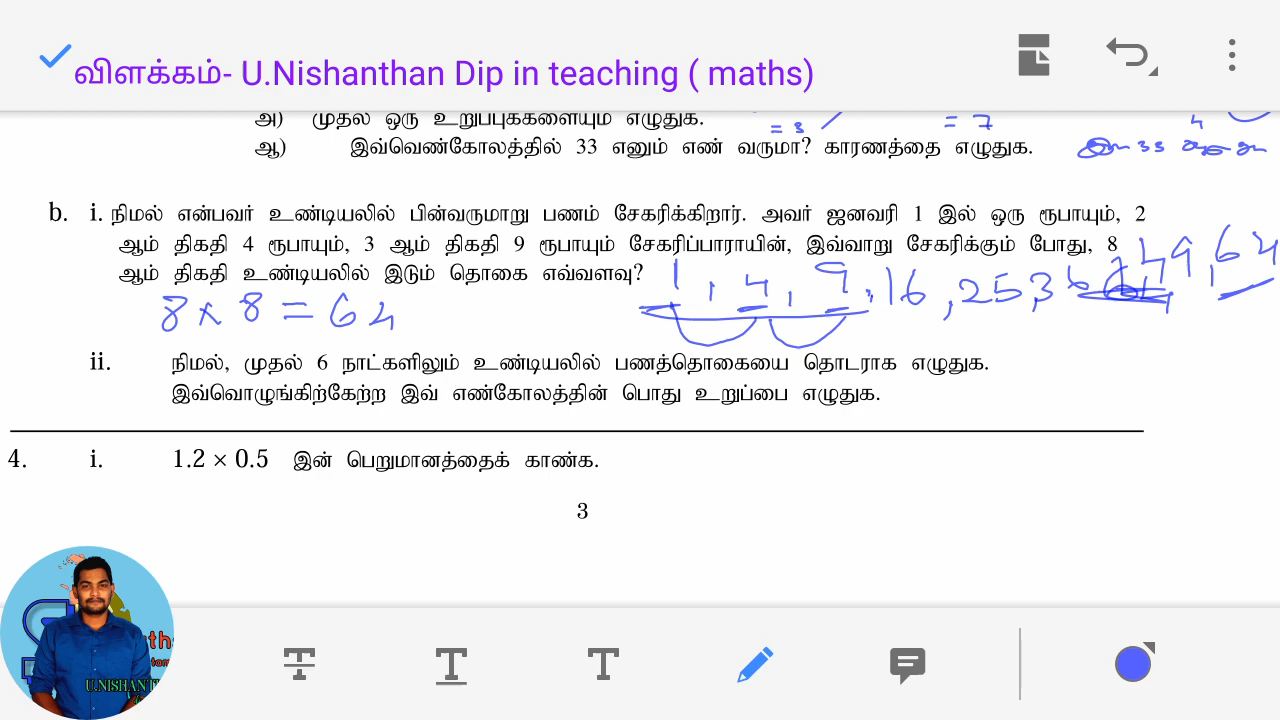 விளக்கம்- U.Nishanthan Dip in teaching ( maths)
அ) முதல் ஒரு உறுப்புக்களையும் எழுதுக.
= 3
= 7
4
ஆ) இவ்வெண்கோலத்தில் 33 எனும் எண் வருமா? காரணத்தை எழுதுக.
33
b. i. நிமல் என்பவர் உண்டியலில் பின்வருமாறு பணம் சேகரிக்கிறார். அவர் ஜனவரி 1 இல் ஒரு ரூபாயும், 2
ஆம் திகதி 4 ரூபாயும், 3 ஆம் திகதி 9 ரூபாயும் சேகரிப்பாராயின், இவ்வாறு சேகரிக்கும் போது, 8
ஆம் திகதி உண்டியலில் இடும் தொகை எவ்வளவு?
1, 4, 9, 16, 25, 36, 49, 64
8 × 8 = 64
ii. நிமல், முதல் 6 நாட்களிலும் உண்டியலில் பணத்தொகையை தொடராக எழுதுக.
இவ்வொழுங்கிற்கேற்ற இவ் எண்கோலத்தின் பொது உறுப்பை எழுதுக.
4. i. 1.2 × 0.5 இன் பெறுமானத்தைக் காண்க.
3
U.NISHANTH